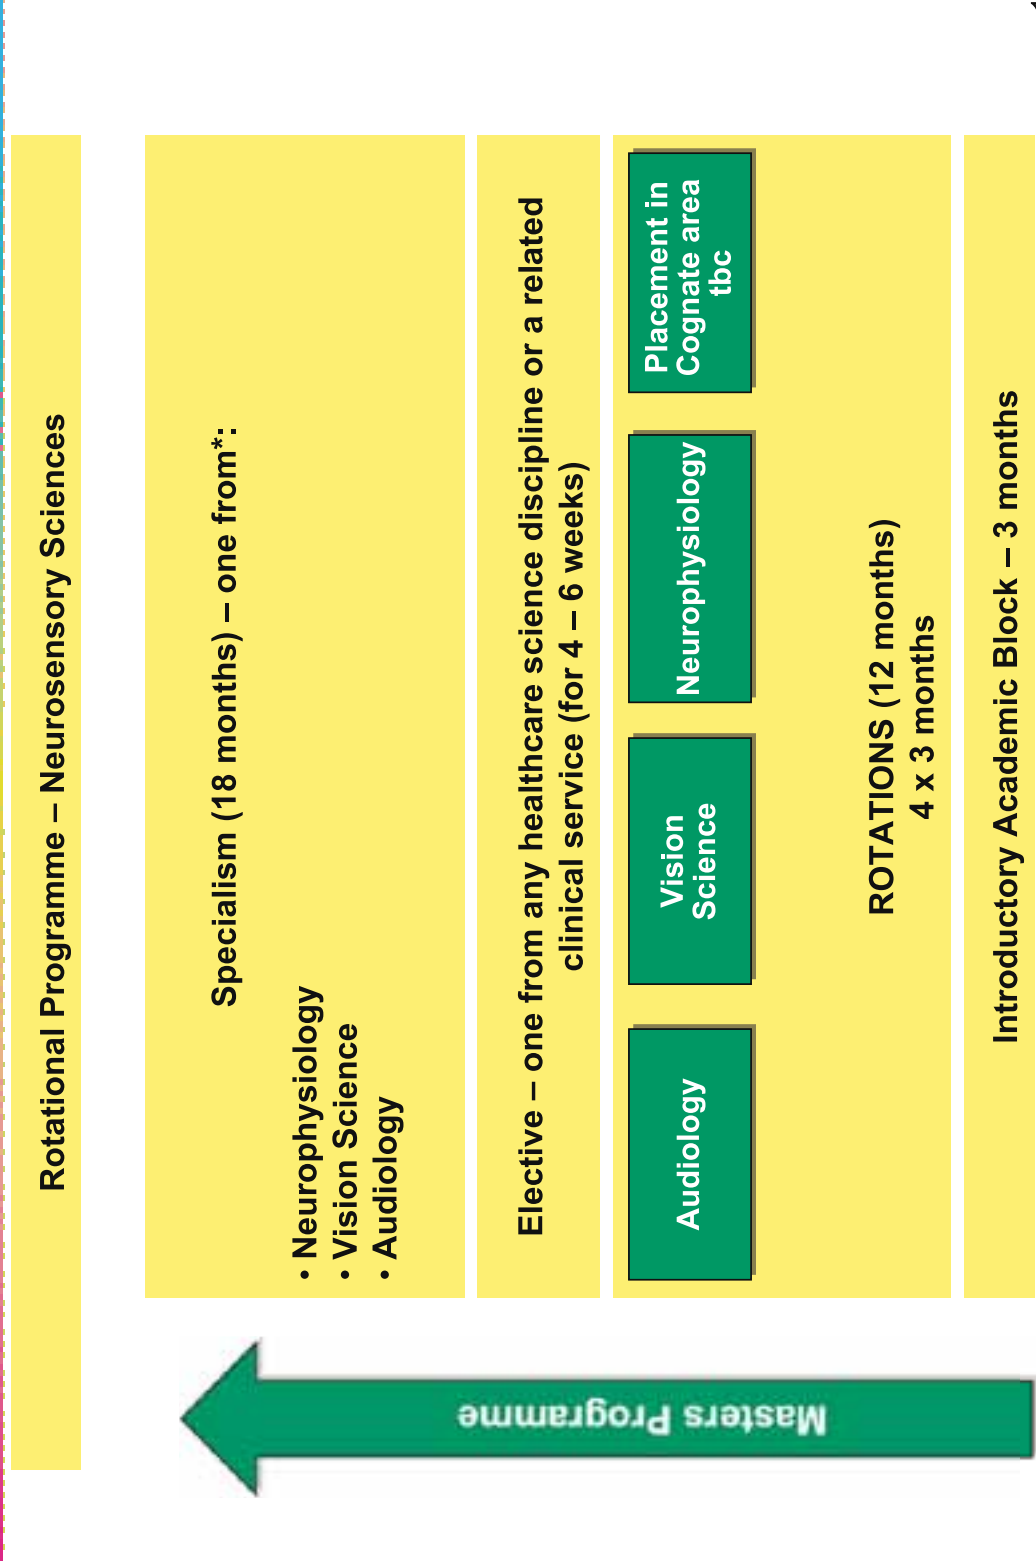 Rotational Programme – Neurosensory Sciences
Specialism (18 months) – one from*:
• Neurophysiology
• Vision Science
• Audiology
Elective – one from any healthcare science discipline or a related
clinical service (for 4 – 6 weeks)
Audiology
Vision
Science
Neurophysiology
Placement in
Cognate area
tbc
ROTATIONS (12 months)
4 x 3 months
Introductory Academic Block – 3 months
Masters Programme